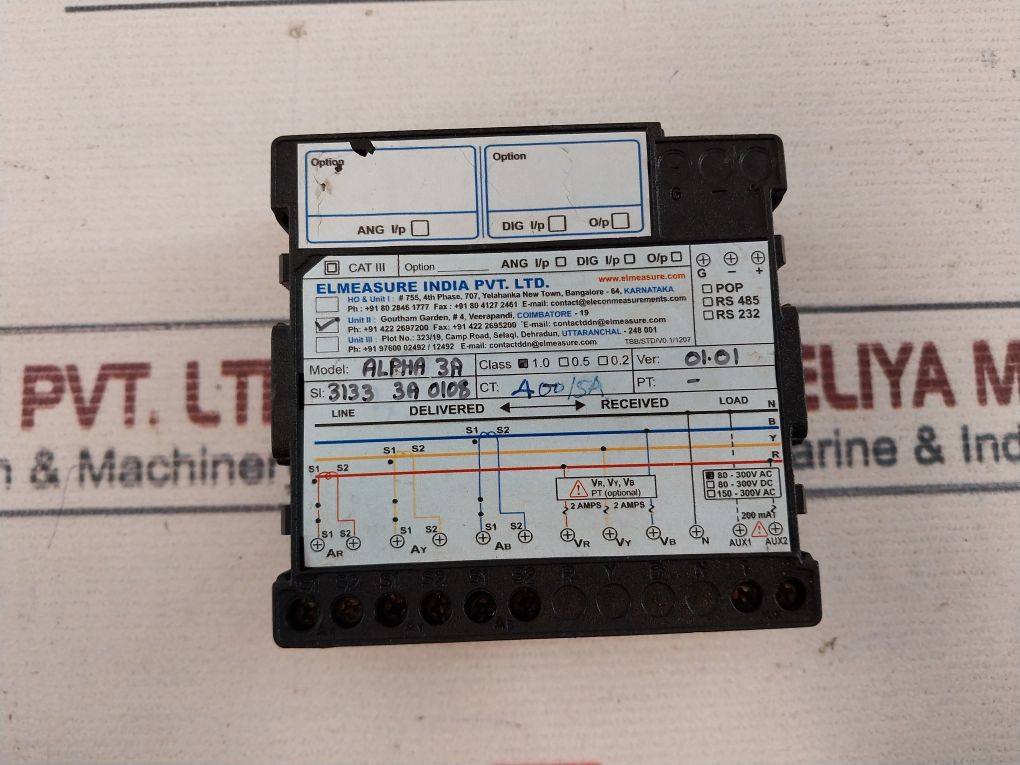 Option
Option
ANG I/p
DIG I/p O/p
G − +
CAT III Option ANG I/p DIG I/p O/p
G − +
ELMEASURE INDIA PVT. LTD. www.elmeasure.com
HO & Unit I : # 755, 4th Phase, 707, Yelahanka New Town, Bangalore - 64, KARNATAKA
Ph : +91 80 2846 1777 Fax : +91 80 4127 2461 E-mail: contact@eleconmeasurements.com
Unit II : Goutham Garden, # 4, Veerapandi, COIMBATORE - 19
Ph: +91 422 2697200 Fax: +91 422 2695200 E-mail: contactddn@elmeasure.com
Unit III : Plot No.: 323/19, Camp Road, Selaqi, Dehradun, UTTARANCHAL - 248 001
Ph: +91 97600 02492 / 12492 E-mail: contactddn@elmeasure.com TBB/STD/V0.1/1207
POP
RS 485
RS 232
Model: ALPHA 3A Class 1.0 0.5 0.2 Ver: 01.01
Sl: 3133 3A 0108 CT: 400/5A PT: -
LINE DELIVERED RECEIVED LOAD N
S1 S2 B
S1 S2 Y
S1 S2 R
VR, VY, VB
PT (optional)
80 - 300V AC
80 - 300V DC
150 - 300V AC
2 AMPS 2 AMPS
200 mA
S1 S2 S1 S2 S1 S2
AR AY AB VR VY VB N AUX1 AUX2
S1 S2 S1 S2 S1 S2 R Y B N
AY AB
PVT. LT
ELIYA M
n & Machiner
arine & Ind